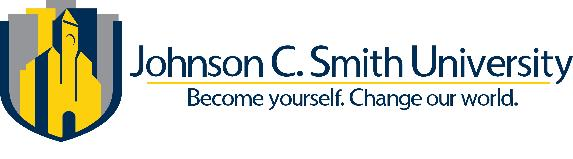 Johnson C. Smith University
Become yourself. Change our world.